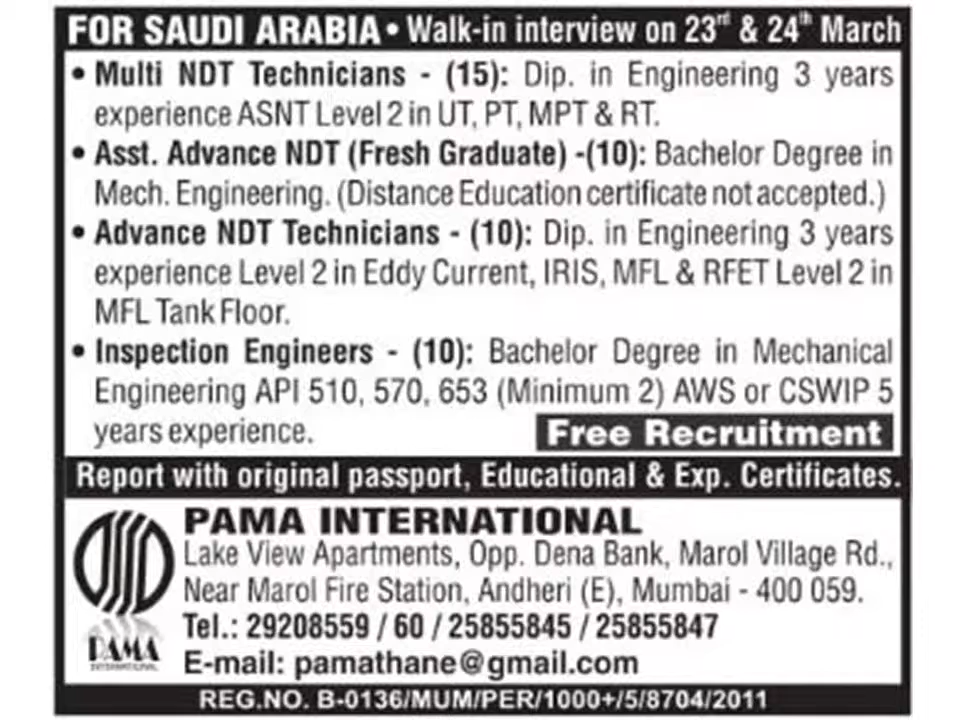 FOR SAUDI ARABIA • Walk-in interview on 23rd & 24th March
• Multi NDT Technicians - (15): Dip. in Engineering 3 years
experience ASNT Level 2 in UT, PT, MPT & RT.
• Asst. Advance NDT (Fresh Graduate) -(10): Bachelor Degree in
Mech. Engineering. (Distance Education certificate not accepted.)
• Advance NDT Technicians - (10): Dip. in Engineering 3 years
experience Level 2 in Eddy Current, IRIS, MFL & RFET Level 2 in
MFL Tank Floor.
• Inspection Engineers - (10): Bachelor Degree in Mechanical
Engineering API 510, 570, 653 (Minimum 2) AWS or CSWIP 5
years experience.
Free Recruitment
Report with original passport, Educational & Exp. Certificates.
PAMA INTERNATIONAL
Lake View Apartments, Opp. Dena Bank, Marol Village Rd.,
Near Marol Fire Station, Andheri (E), Mumbai - 400 059.
Tel.: 29208559 / 60 / 25855845 / 25855847
E-mail: pamathane@gmail.com
PAMA
INTERNATIONAL
REG.NO. B-0136/MUM/PER/1000+/5/8704/2011